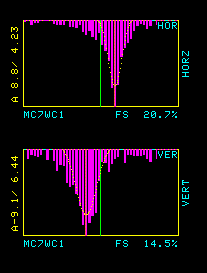 HOR
A 8.8/ 4.23
HORZ
MC7WC1 FS 20.7%
VER
A-9.1/ 6.44
VERT
MC7WC1 FS 14.5%